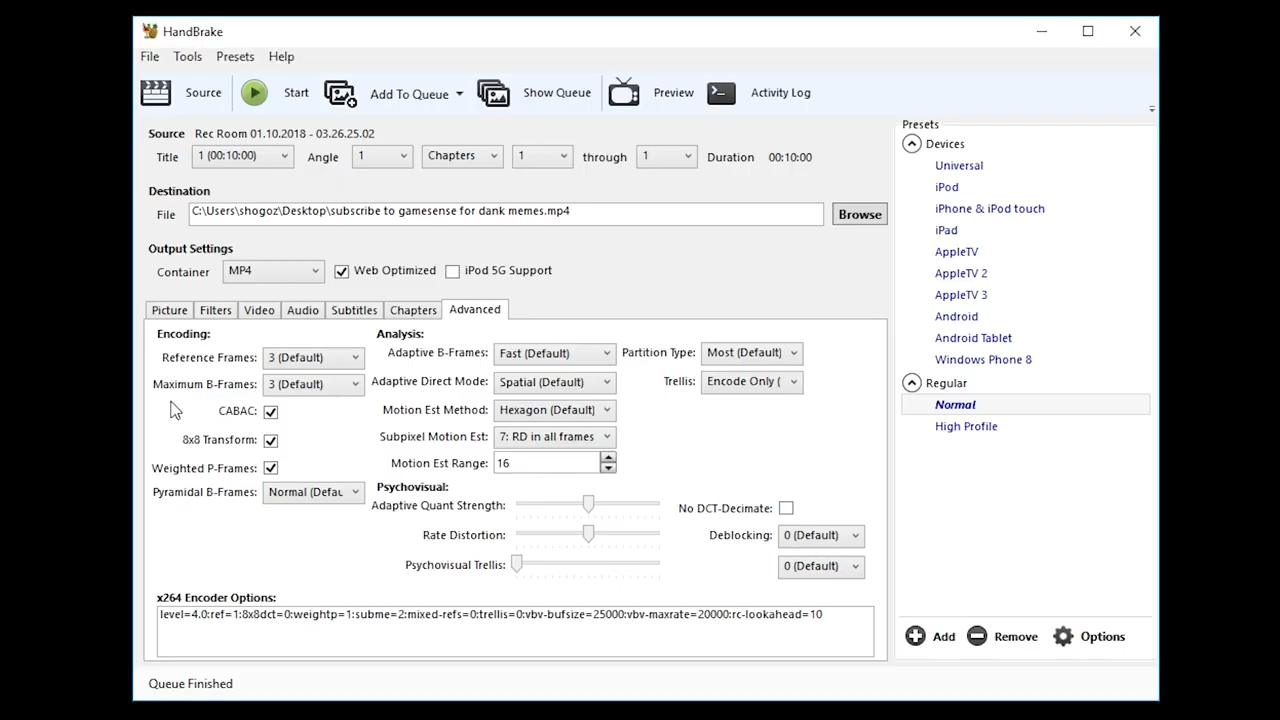 HandBrake
File Tools Presets Help
Source Start Add To Queue Show Queue Preview Activity Log
Source Rec Room 01.10.2018 - 03.26.25.02
Title 1 (00:10:00) Angle 1 Chapters 1 through 1 Duration 00:10:00
Destination
File C:\Users\shogoz\Desktop\subscribe to gamesense for dank memes.mp4 Browse
Output Settings
Container MP4 Web Optimized iPod 5G Support
Picture Filters Video Audio Subtitles Chapters Advanced
Encoding:
Reference Frames: 3 (Default)
Maximum B-Frames: 3 (Default)
CABAC:
8x8 Transform:
Weighted P-Frames:
Pyramidal B-Frames: Normal (Defau
Analysis:
Adaptive B-Frames: Fast (Default) Partition Type: Most (Default)
Adaptive Direct Mode: Spatial (Default) Trellis: Encode Only (
Motion Est Method: Hexagon (Default)
Subpixel Motion Est: 7: RD in all frames
Motion Est Range: 16
Psychovisual:
Adaptive Quant Strength: No DCT-Decimate:
Rate Distortion: Deblocking: 0 (Default)
Psychovisual Trellis: 0 (Default)
x264 Encoder Options:
level=4.0:ref=1:8x8dct=0:weightp=1:subme=2:mixed-refs=0:trellis=0:vbv-bufsize=25000:vbv-maxrate=20000:rc-lookahead=10
Queue Finished
Presets
Devices
Universal
iPod
iPhone & iPod touch
iPad
AppleTV
AppleTV 2
AppleTV 3
Android
Android Tablet
Windows Phone 8
Regular
Normal
High Profile
Add Remove Options